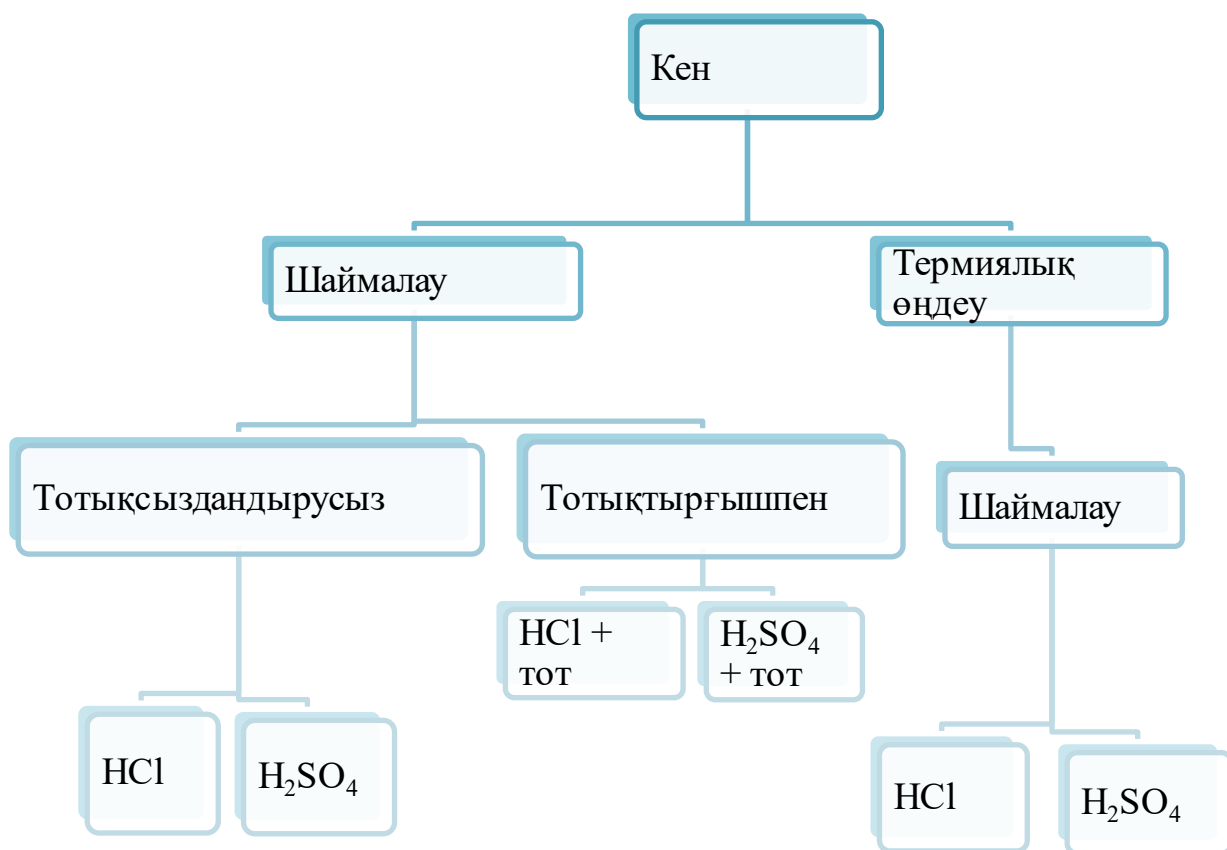 Кен
Шаймалау
Термиялық
өңдеу
Тотықсыздандырусыз
Тотықтырғышпен
Шаймалау
HCl +
тот
H₂SO₄
+ тот
HCl
H₂SO₄
HCl
H₂SO₄